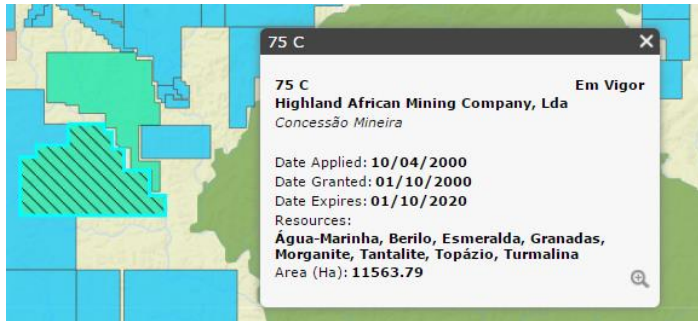 75 C
75 C Em Vigor
Highland African Mining Company, Lda
Concessão Mineira
Date Applied: 10/04/2000
Date Granted: 01/10/2000
Date Expires: 01/10/2020
Resources:
Água-Marinha, Berilo, Esmeralda, Granadas,
Morganite, Tantalite, Topázio, Turmalina
Area (Ha): 11563.79